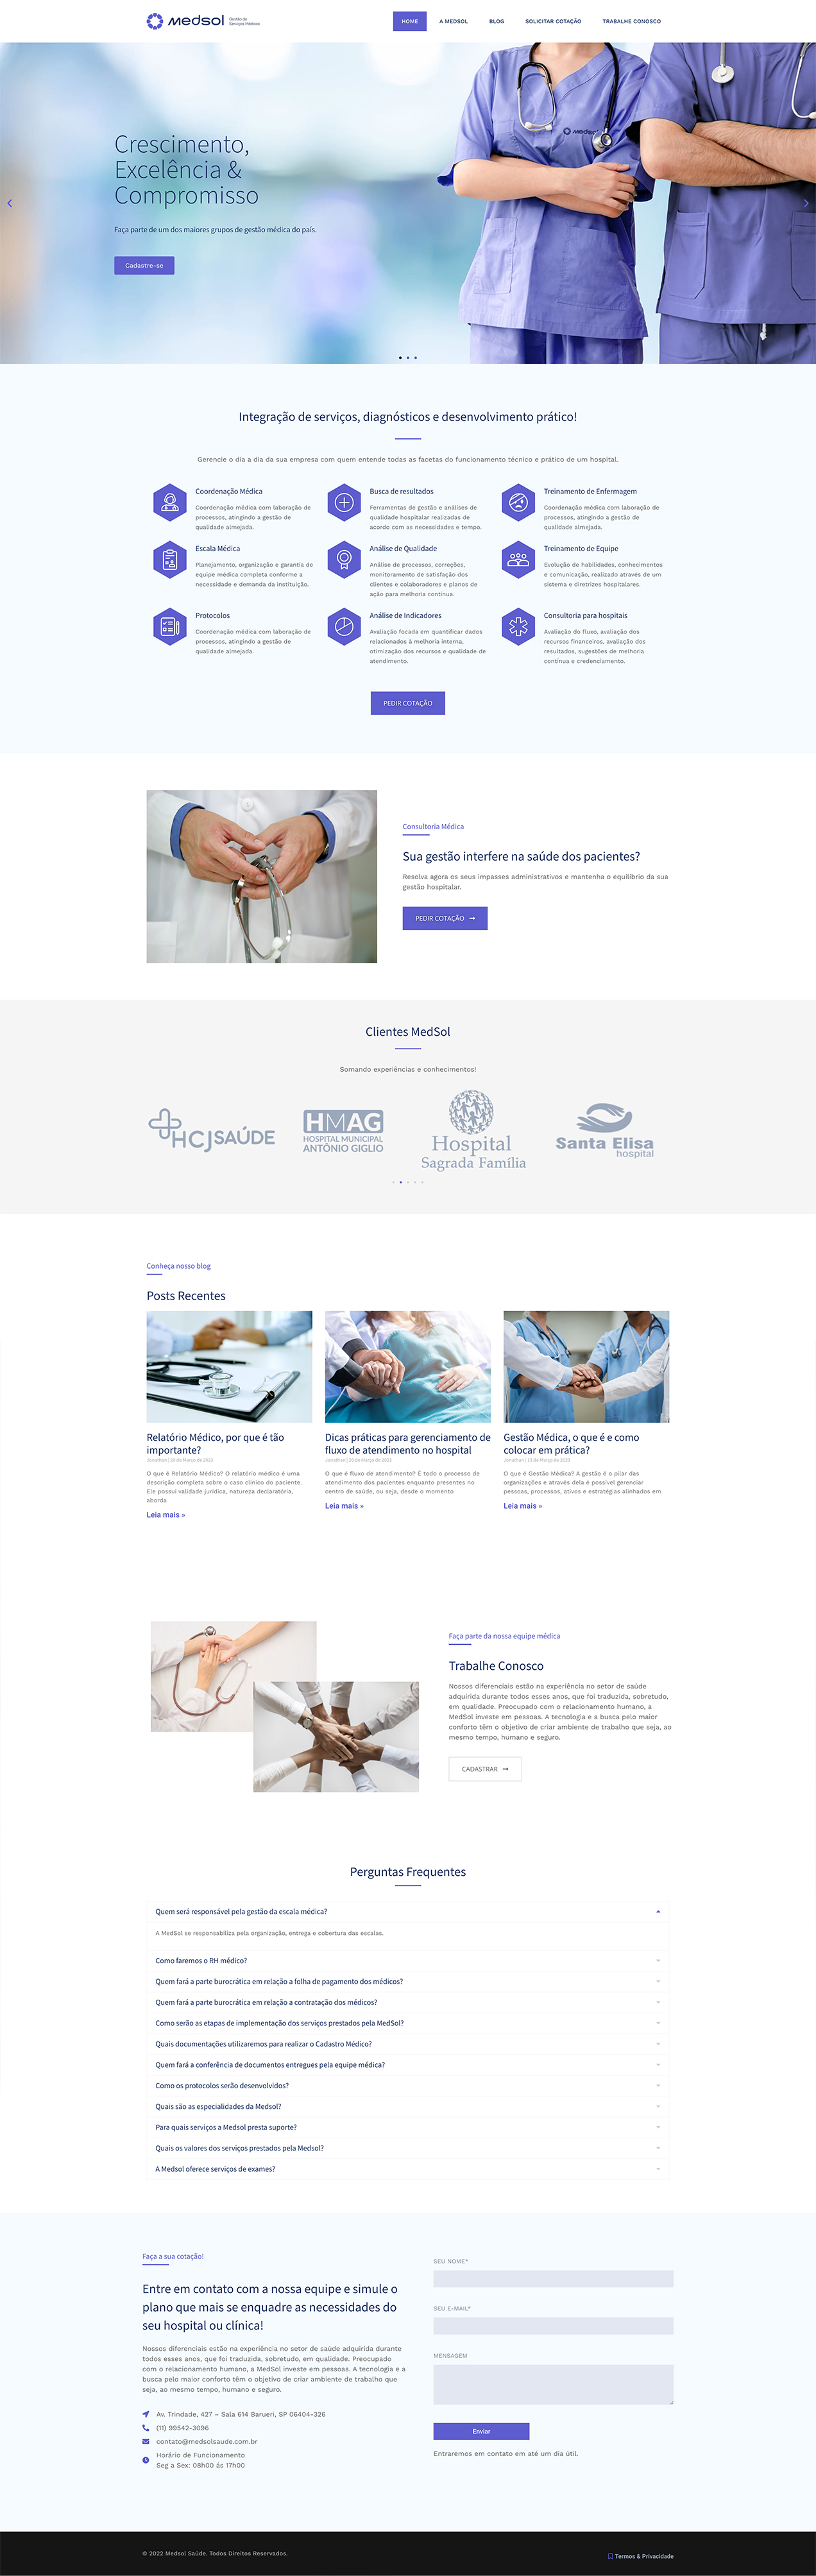 medsol
Gestão de
Serviços Médicos
HOME
A MEDSOL
BLOG
SOLICITAR COTAÇÃO
TRABALHE CONOSCO
Crescimento,
Excelência &
Compromisso
Faça parte de um dos maiores grupos de gestão médica do país.
Cadastre-se
Integração de serviços, diagnósticos e desenvolvimento prático!
Gerencie o dia a dia da sua empresa com quem entende todas as facetas do funcionamento técnico e prático de um hospital.
Coordenação Médica
Coordenação médica com laboração de
processos, atingindo a gestão de
qualidade almejada.
Busca de resultados
Ferramentas de gestão e análises de
qualidade hospitalar realizadas de
acordo com as necessidades e tempo.
Treinamento de Enfermagem
Coordenação médica com laboração de
processos, atingindo a gestão de
qualidade almejada.
Escala Médica
Planejamento, organização e garantia de
equipe médica completa conforme a
necessidade e demanda da instituição.
Análise de Qualidade
Análise de processos, correções,
monitoramento de satisfação dos
clientes e colaboradores e planos de
ação para melhoria contínua.
Treinamento de Equipe
Evolução de habilidades, conhecimentos
e comunicação, realizado através de um
sistema e diretrizes hospitalares.
Protocolos
Coordenação médica com laboração de
processos, atingindo a gestão de
qualidade almejada.
Análise de Indicadores
Avaliação focada em quantificar dados
relacionados à melhoria interna,
otimização dos recursos e qualidade de
atendimento.
Consultoria para hospitais
Avaliação do fluxo, avaliação dos
recursos financeiros, avaliação dos
resultados, sugestões de melhoria
contínua e credenciamento.
PEDIR COTAÇÃO
Consultoria Médica
Sua gestão interfere na saúde dos pacientes?
Resolva agora os seus impasses administrativos e mantenha o equilíbrio da sua
gestão hospitalar.
PEDIR COTAÇÃO
Clientes MedSol
Somando experiências e conhecimentos!
HCJSAÚDE
HMAG
HOSPITAL MUNICIPAL
ANTÔNIO GIGLIO
Hospital
Sagrada Família
Santa Elisa
hospital
Conheça nosso blog
Posts Recentes
Relatório Médico, por que é tão
importante?
O que é Relatório Médico? O relatório médico é uma
descrição completa sobre o caso clínico do paciente.
Ele possui validade jurídica, natureza declaratória,
aborda
Leia mais »
Dicas práticas para gerenciamento de
fluxo de atendimento no hospital
O que é fluxo de atendimento? É todo o processo de
atendimento dos pacientes enquanto presentes no
centro de saúde, ou seja, desde o momento
Leia mais »
Gestão Médica, o que é e como
colocar em prática?
O que é Gestão Médica? A gestão é o pilar das
organizações e através dela é possível gerenciar
pessoas, processos, ativos e estratégias alinhados em
Leia mais »
Faça parte da nossa equipe médica
Trabalhe Conosco
Nossos diferenciais estão na experiência no setor de saúde
adquirida durante todos esses anos, que foi traduzida, sobretudo,
em qualidade. Preocupado com o relacionamento humano, a
MedSol investe em pessoas. A tecnologia e a busca pelo maior
conforto têm o objetivo de criar ambiente de trabalho que seja, ao
mesmo tempo, humano e seguro.
CADASTRAR
Perguntas Frequentes
Quem será responsável pela gestão da escala médica?
A MedSol se responsabiliza pela organização, entrega e cobertura das escalas.
Como faremos o RH médico?
Quem fará a parte burocrática em relação a folha de pagamento dos médicos?
Quem fará a parte burocrática em relação a contratação dos médicos?
Como serão as etapas de implementação dos serviços prestados pela MedSol?
Quais documentações utilizaremos para realizar o Cadastro Médico?
Quem fará a conferência de documentos entregues pela equipe médica?
Como os protocolos serão desenvolvidos?
Quais são as especialidades da Medsol?
Para quais serviços a Medsol presta suporte?
Quais os valores dos serviços prestados pela Medsol?
A Medsol oferece serviços de exames?
Faça a sua cotação!
Entre em contato com a nossa equipe e simule o
plano que mais se enquadre as necessidades do
seu hospital ou clínica!
Nossos diferenciais estão na experiência no setor de saúde adquirida durante
todos esses anos, que foi traduzida, sobretudo, em qualidade. Preocupado
com o relacionamento humano, a MedSol investe em pessoas. A tecnologia e a
busca pelo maior conforto têm o objetivo de criar ambiente de trabalho que
seja, ao mesmo tempo, humano e seguro.
Av. Trindade, 427 – Sala 614 Barueri, SP 06404-326
(11) 99542-3096
contato@medsolsaude.com.br
Horário de Funcionamento
Seg a Sex: 08h00 ás 17h00
SEU NOME*
SEU E-MAIL*
MENSAGEM
Enviar
Entraremos em contato em até um dia útil.
© 2022 Medsol Saúde. Todos Direitos Reservados.
Termos & Privacidade